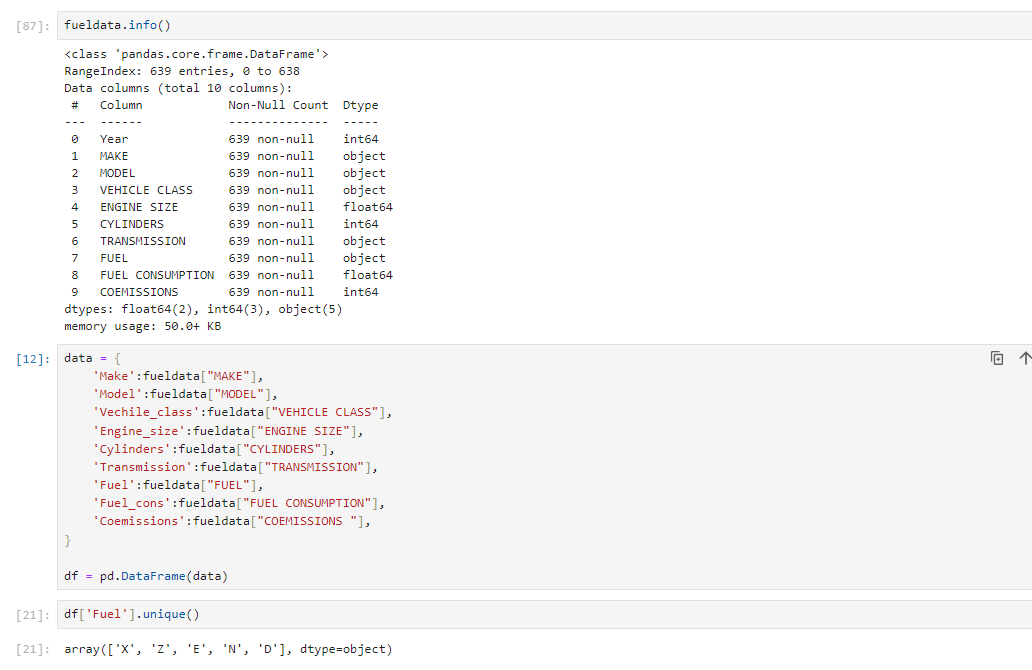 [87]: fueldata.info()
<class 'pandas.core.frame.DataFrame'>
RangeIndex: 639 entries, 0 to 638
Data columns (total 10 columns):
 #   Column            Non-Null Count  Dtype
---  ------            --------------  -----
 0   Year              639 non-null    int64
 1   MAKE              639 non-null    object
 2   MODEL             639 non-null    object
 3   VEHICLE CLASS     639 non-null    object
 4   ENGINE SIZE       639 non-null    float64
 5   CYLINDERS         639 non-null    int64
 6   TRANSMISSION      639 non-null    object
 7   FUEL              639 non-null    object
 8   FUEL CONSUMPTION  639 non-null    float64
 9   COEMISSIONS       639 non-null    int64
dtypes: float64(2), int64(3), object(5)
memory usage: 50.0+ KB
[12]: data = {
    'Make':fueldata["MAKE"],
    'Model':fueldata["MODEL"],
    'Vechile_class':fueldata["VEHICLE CLASS"],
    'Engine_size':fueldata["ENGINE SIZE"],
    'Cylinders':fueldata["CYLINDERS"],
    'Transmission':fueldata["TRANSMISSION"],
    'Fuel':fueldata["FUEL"],
    'Fuel_cons':fueldata["FUEL CONSUMPTION"],
    'Coemissions':fueldata["COEMISSIONS "],
}
df = pd.DataFrame(data)
[21]: df['Fuel'].unique()
[21]: array(['X', 'Z', 'E', 'N', 'D'], dtype=object)